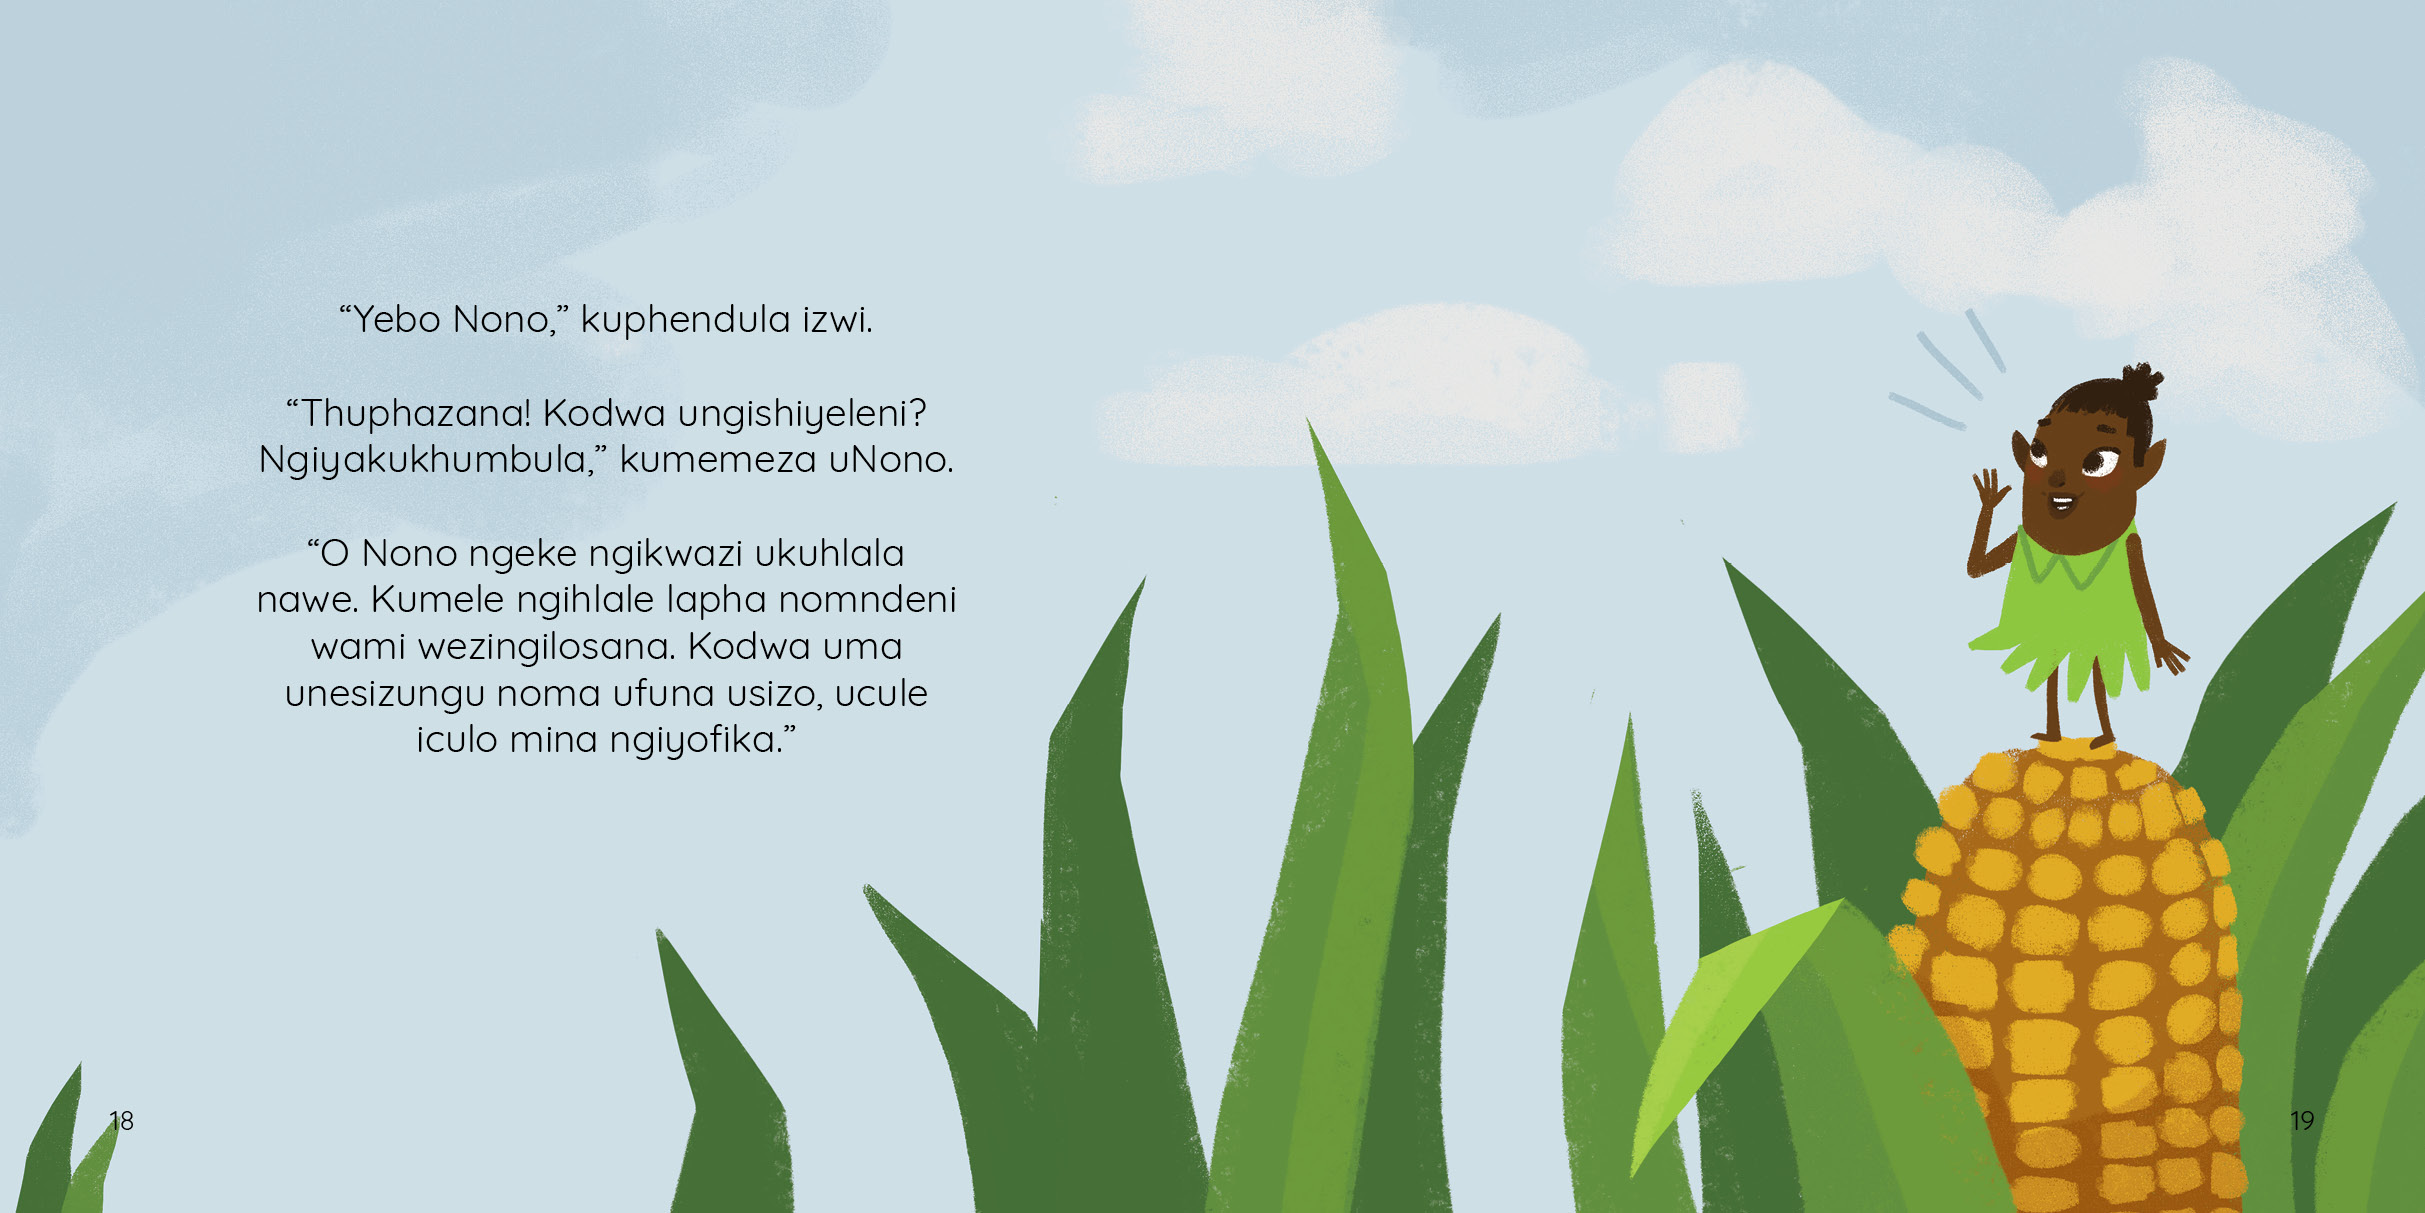 “Yebo Nono,” kuphendula izwi.
“Thuphazana! Kodwa ungishiyeleni?
Ngiyakukhumbula,” kumemeza uNono.
“O Nono ngeke ngikwazi ukuhlala
nawe. Kumele ngihlale lapha nomndeni
wami wezingilosana. Kodwa uma
unesizungu noma ufuna usizo, ucule
iculo mina ngiyofika.”
18
19